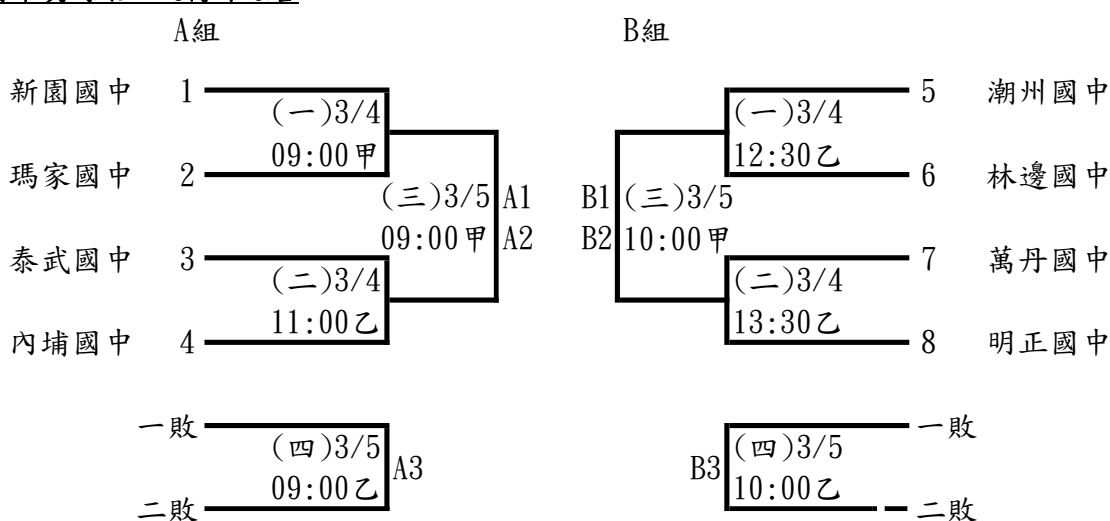 A組 B組
新園國中 1 (一)3/4 (一)3/4 5 潮州國中
09:00甲 12:30乙
瑪家國中 2 6 林邊國中
(三)3/5 A1 B1 (三)3/5
09:00甲 A2 B2 10:00甲
泰武國中 3 7 萬丹國中
(二)3/4 (二)3/4
11:00乙 13:30乙
內埔國中 4 8 明正國中
一敗 一敗
(四)3/5 (四)3/5
A3 B3
09:00乙 10:00乙
二敗 二敗